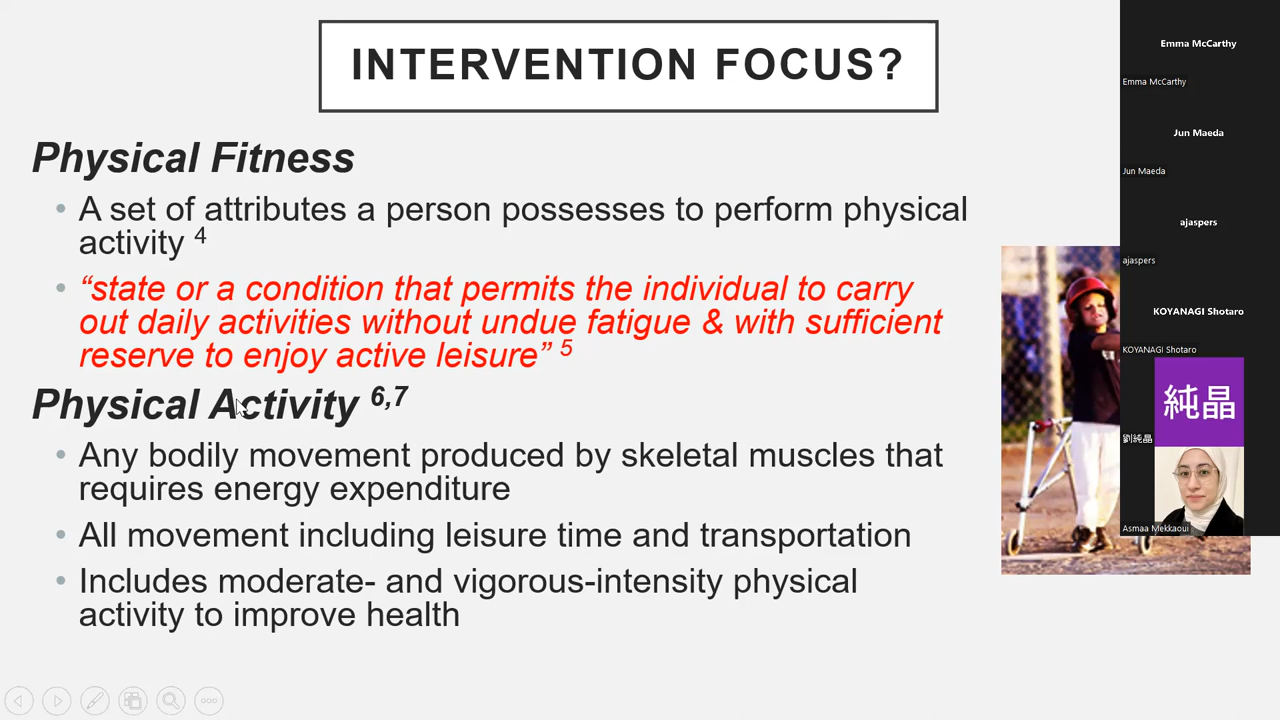 INTERVENTION FOCUS?
Physical Fitness
• A set of attributes a person possesses to perform physical
activity 4
• “state or a condition that permits the individual to carry
out daily activities without undue fatigue & with sufficient
reserve to enjoy active leisure” 5
Physical Activity 6,7
• Any bodily movement produced by skeletal muscles that
requires energy expenditure
• All movement including leisure time and transportation
• Includes moderate- and vigorous-intensity physical
activity to improve health
Emma McCarthy
Emma McCarthy
Jun Maeda
Jun Maeda
ajaspers
ajaspers
KOYANAGI Shotaro
KOYANAGI Shotaro
純晶
劉純晶
Asmaa Mekkaoui